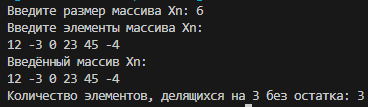 Введите размер массива Xn: 6
Введите элементы массива Xn:
12 -3 0 23 45 -4
Введённый массив Xn:
12 -3 0 23 45 -4
Количество элементов, делящихся на 3 без остатка: 3